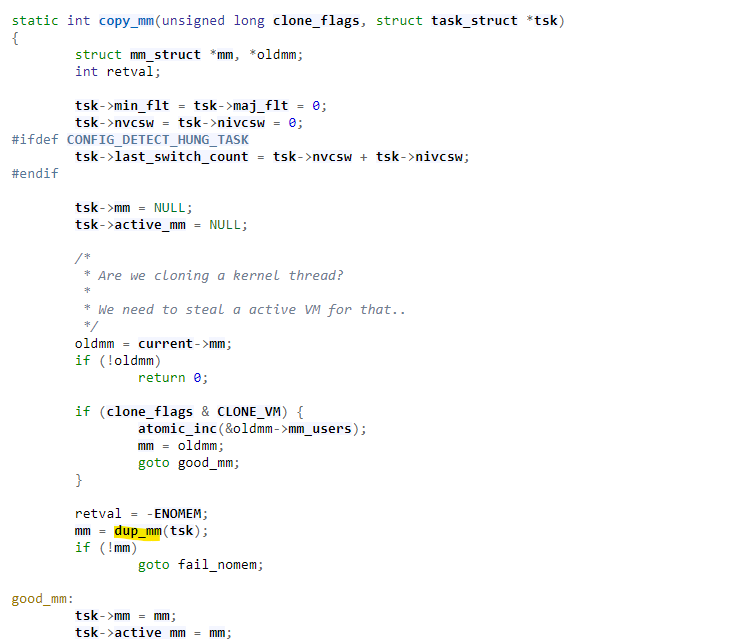 static int copy_mm(unsigned long clone_flags, struct task_struct *tsk)
{
        struct mm_struct *mm, *oldmm;
        int retval;

        tsk->min_flt = tsk->maj_flt = 0;
        tsk->nvcsw = tsk->nivcsw = 0;
#ifdef CONFIG_DETECT_HUNG_TASK
        tsk->last_switch_count = tsk->nvcsw + tsk->nivcsw;
#endif

        tsk->mm = NULL;
        tsk->active_mm = NULL;

        /*
         * Are we cloning a kernel thread?
         *
         * We need to steal a active VM for that..
         */
        oldmm = current->mm;
        if (!oldmm)
                return 0;

        if (clone_flags & CLONE_VM) {
                atomic_inc(&oldmm->mm_users);
                mm = oldmm;
                goto good_mm;
        }

        retval = -ENOMEM;
        mm = dup_mm(tsk);
        if (!mm)
                goto fail_nomem;

good_mm:
        tsk->mm = mm;
        tsk->active_mm = mm;